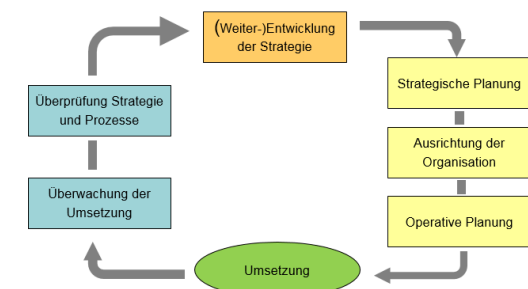 (Weiter-)Entwicklung
der Strategie
Strategische Planung
Ausrichtung der
Organisation
Operative Planung
Umsetzung
Überwachung der
Umsetzung
Überprüfung Strategie
und Prozesse